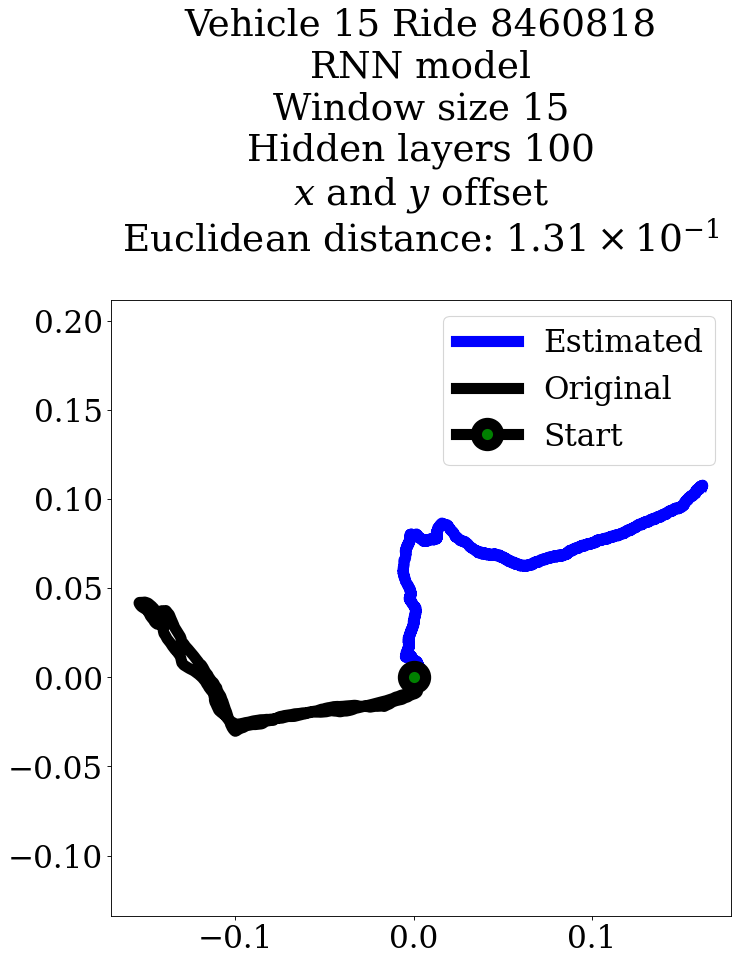 Vehicle 15 Ride 8460818
RNN model
Window size 15
Hidden layers 100
x and y offset
Euclidean distance: 1.31 × 10⁻¹
0.20
0.15
0.10
0.05
0.00
−0.05
−0.10
Estimated
Original
Start
−0.1
0.0
0.1